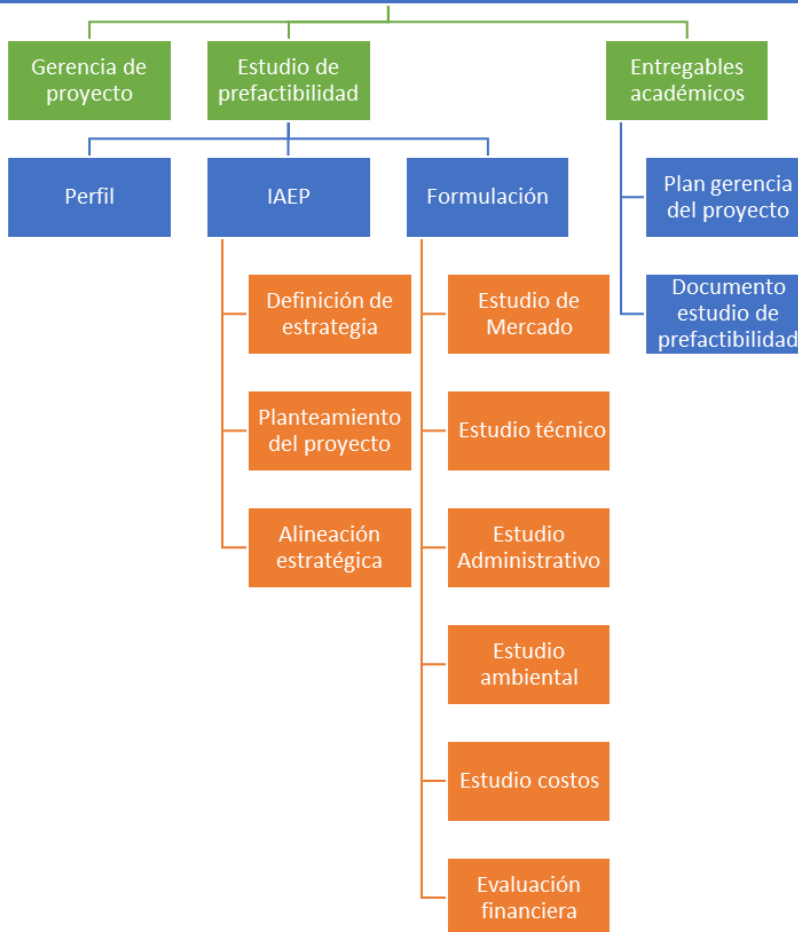 Gerencia de
proyecto
Estudio de
prefactibilidad
Entregables
académicos
Perfil
IAEP
Formulación
Plan gerencia
del proyecto
Definición de
estrategia
Estudio de
Mercado
Documento
estudio de
prefactibilidad
Planteamiento
del proyecto
Estudio técnico
Alineación
estratégica
Estudio
Administrativo
Estudio
ambiental
Estudio costos
Evaluación
financiera